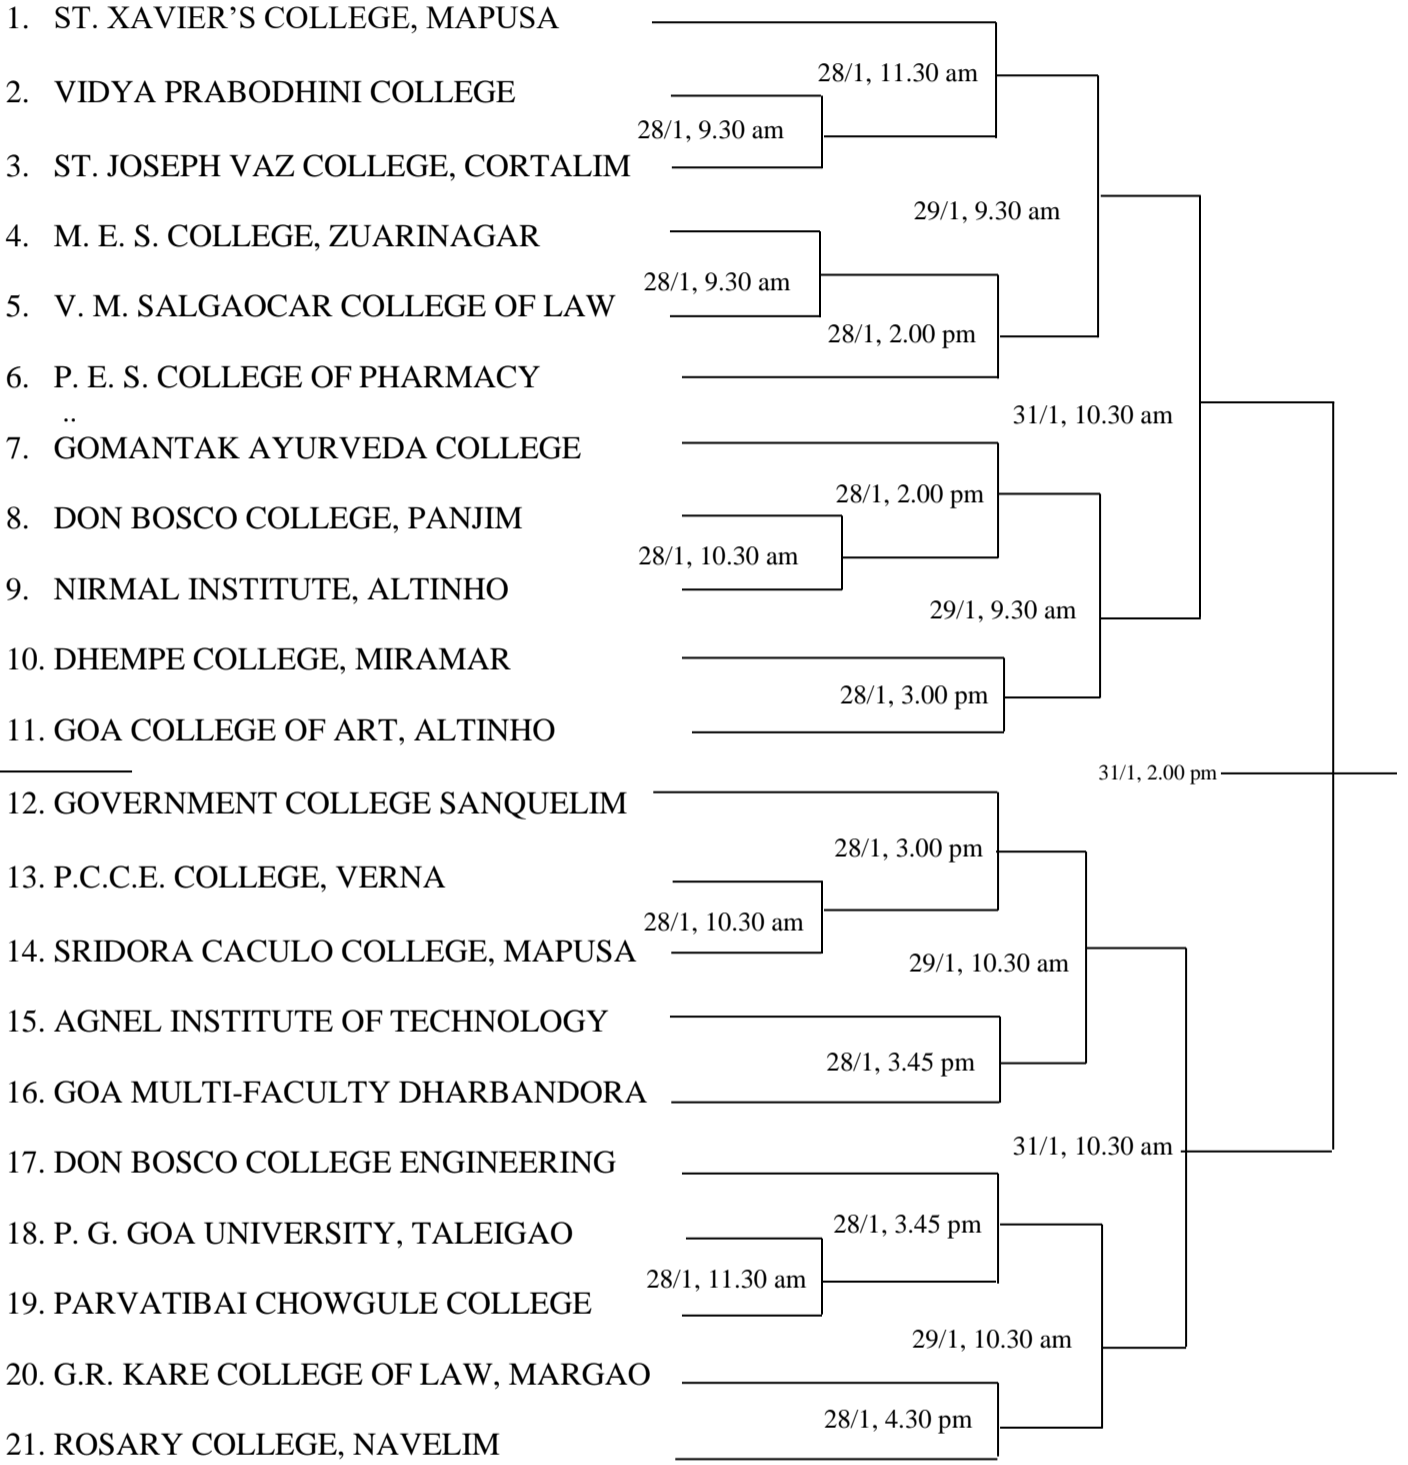 1. ST. XAVIER’S COLLEGE, MAPUSA
28/1, 11.30 am
2. VIDYA PRABODHINI COLLEGE
28/1, 9.30 am
3. ST. JOSEPH VAZ COLLEGE, CORTALIM
29/1, 9.30 am
4. M. E. S. COLLEGE, ZUARINAGAR
28/1, 9.30 am
5. V. M. SALGAOCAR COLLEGE OF LAW
28/1, 2.00 pm
6. P. E. S. COLLEGE OF PHARMACY
..
31/1, 10.30 am
7. GOMANTAK AYURVEDA COLLEGE
28/1, 2.00 pm
8. DON BOSCO COLLEGE, PANJIM
28/1, 10.30 am
9. NIRMAL INSTITUTE, ALTINHO
29/1, 9.30 am
10. DHEMPE COLLEGE, MIRAMAR
28/1, 3.00 pm
11. GOA COLLEGE OF ART, ALTINHO
31/1, 2.00 pm
12. GOVERNMENT COLLEGE SANQUELIM
28/1, 3.00 pm
13. P.C.C.E. COLLEGE, VERNA
28/1, 10.30 am
14. SRIDORA CACULO COLLEGE, MAPUSA
29/1, 10.30 am
15. AGNEL INSTITUTE OF TECHNOLOGY
28/1, 3.45 pm
16. GOA MULTI-FACULTY DHARBANDORA
31/1, 10.30 am
17. DON BOSCO COLLEGE ENGINEERING
28/1, 3.45 pm
18. P. G. GOA UNIVERSITY, TALEIGAO
28/1, 11.30 am
19. PARVATIBAI CHOWGULE COLLEGE
29/1, 10.30 am
20. G.R. KARE COLLEGE OF LAW, MARGAO
28/1, 4.30 pm
21. ROSARY COLLEGE, NAVELIM